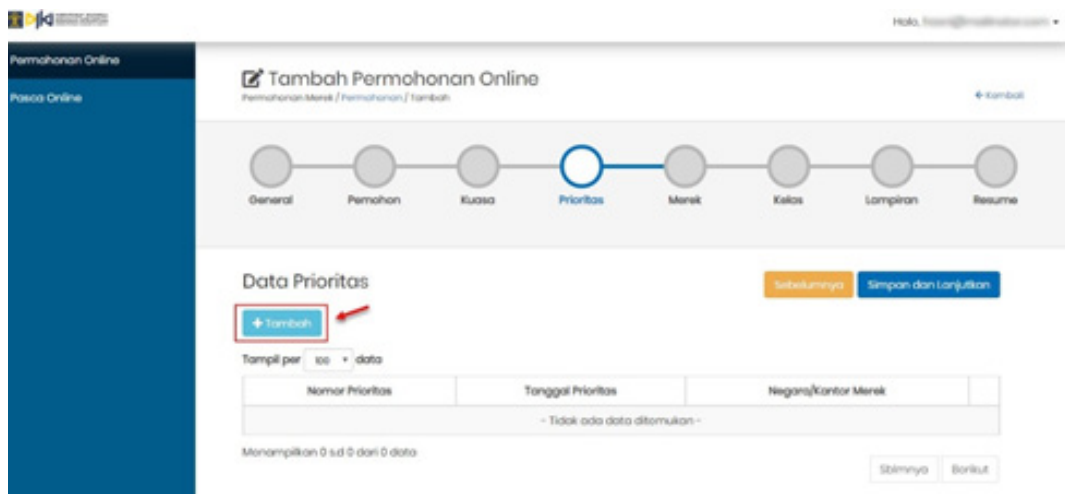 Halo,
Permohonan Online
Pasca Online
Tambah Permohonan Online
Permohonan Merek / Permohonan / Tambah
Kembali
General
Pemohon
Kuasa
Prioritas
Merek
Kelas
Lampiran
Resume
Data Prioritas
Sebelumnya
Simpan dan Lanjutkan
+ Tambah
Tampil per 100 data
Nomor Prioritas
Tanggal Prioritas
Negara/Kantor Merek
- Tidak ada data ditemukan -
Menampilkan 0 s.d 0 dari 0 data
Sblmnya
Berikut